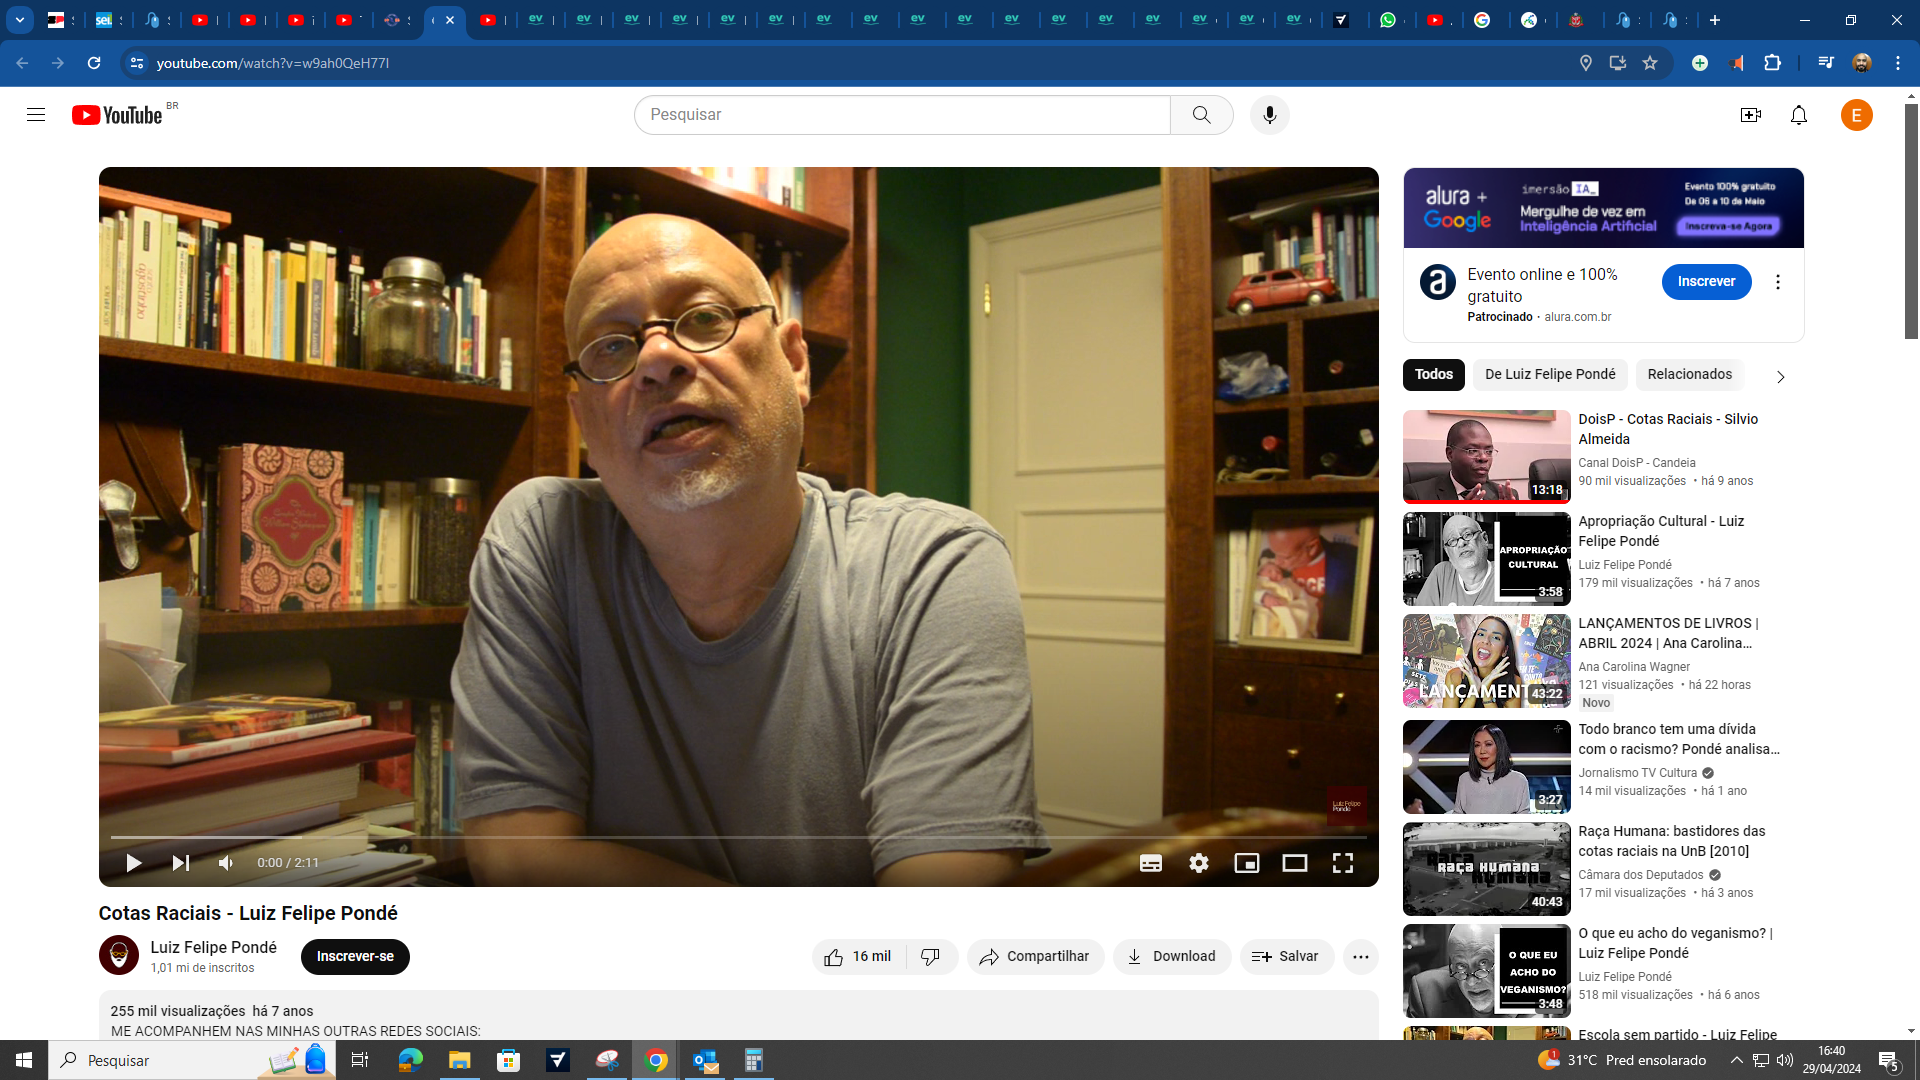 youtube.com/watch?v=w9ah0QeH77I
YouTube BR
Pesquisar
E
Luiz Felipe
Pondé
0:00 / 2:11
Cotas Raciais - Luiz Felipe Pondé
Luiz Felipe Pondé
1,01 mi de inscritos
Inscrever-se
16 mil
Compartilhar
Download
Salvar
255 mil visualizações há 7 anos
ME ACOMPANHEM NAS MINHAS OUTRAS REDES SOCIAIS:
alura +
Google
imersão IA_
Mergulhe de vez em
Inteligência Artificial
Evento 100% gratuito
De 06 a 10 de Maio
Inscreva-se Agora
a
Evento online e 100%
gratuito
Patrocinado · alura.com.br
Inscrever
Todos
De Luiz Felipe Pondé
Relacionados
13:18
DoisP - Cotas Raciais - Silvio
Almeida
Canal DoisP - Candeia
90 mil visualizações • há 9 anos
APROPRIAÇÃO
CULTURAL
3:58
Apropriação Cultural - Luiz
Felipe Pondé
Luiz Felipe Pondé
179 mil visualizações • há 7 anos
LANÇAMENT
43:22
LANÇAMENTOS DE LIVROS |
ABRIL 2024 | Ana Carolina...
Ana Carolina Wagner
121 visualizações • há 22 horas
Novo
3:27
Todo branco tem uma dívida
com o racismo? Pondé analisa...
Jornalismo TV Cultura
14 mil visualizações • há 1 ano
RAÇA HUMANA
40:43
Raça Humana: bastidores das
cotas raciais na UnB [2010]
Câmara dos Deputados
17 mil visualizações • há 3 anos
O QUE EU
ACHO DO
VEGANISMO?
3:48
O que eu acho do veganismo? |
Luiz Felipe Pondé
Luiz Felipe Pondé
518 mil visualizações • há 6 anos
Escola sem partido - Luiz Felipe
Pesquisar
1
31°C Pred ensolarado
16:40
29/04/2024
5